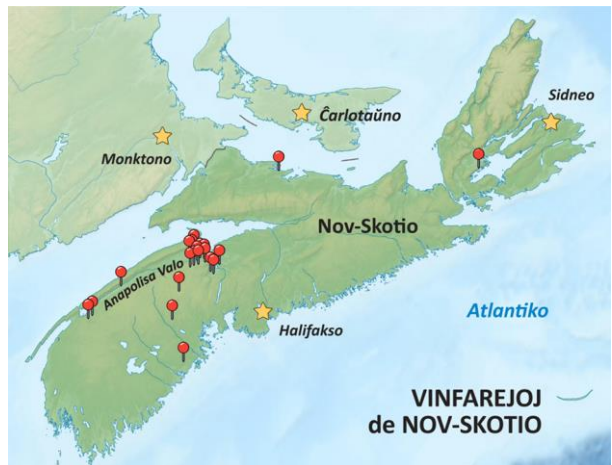 Sidneo
Ĉarlotaŭno
Monktono
Nov-Skotio
Anapolisa Valo
Atlantiko
Halifakso
VINFAREJOJ
de NOV-SKOTIO